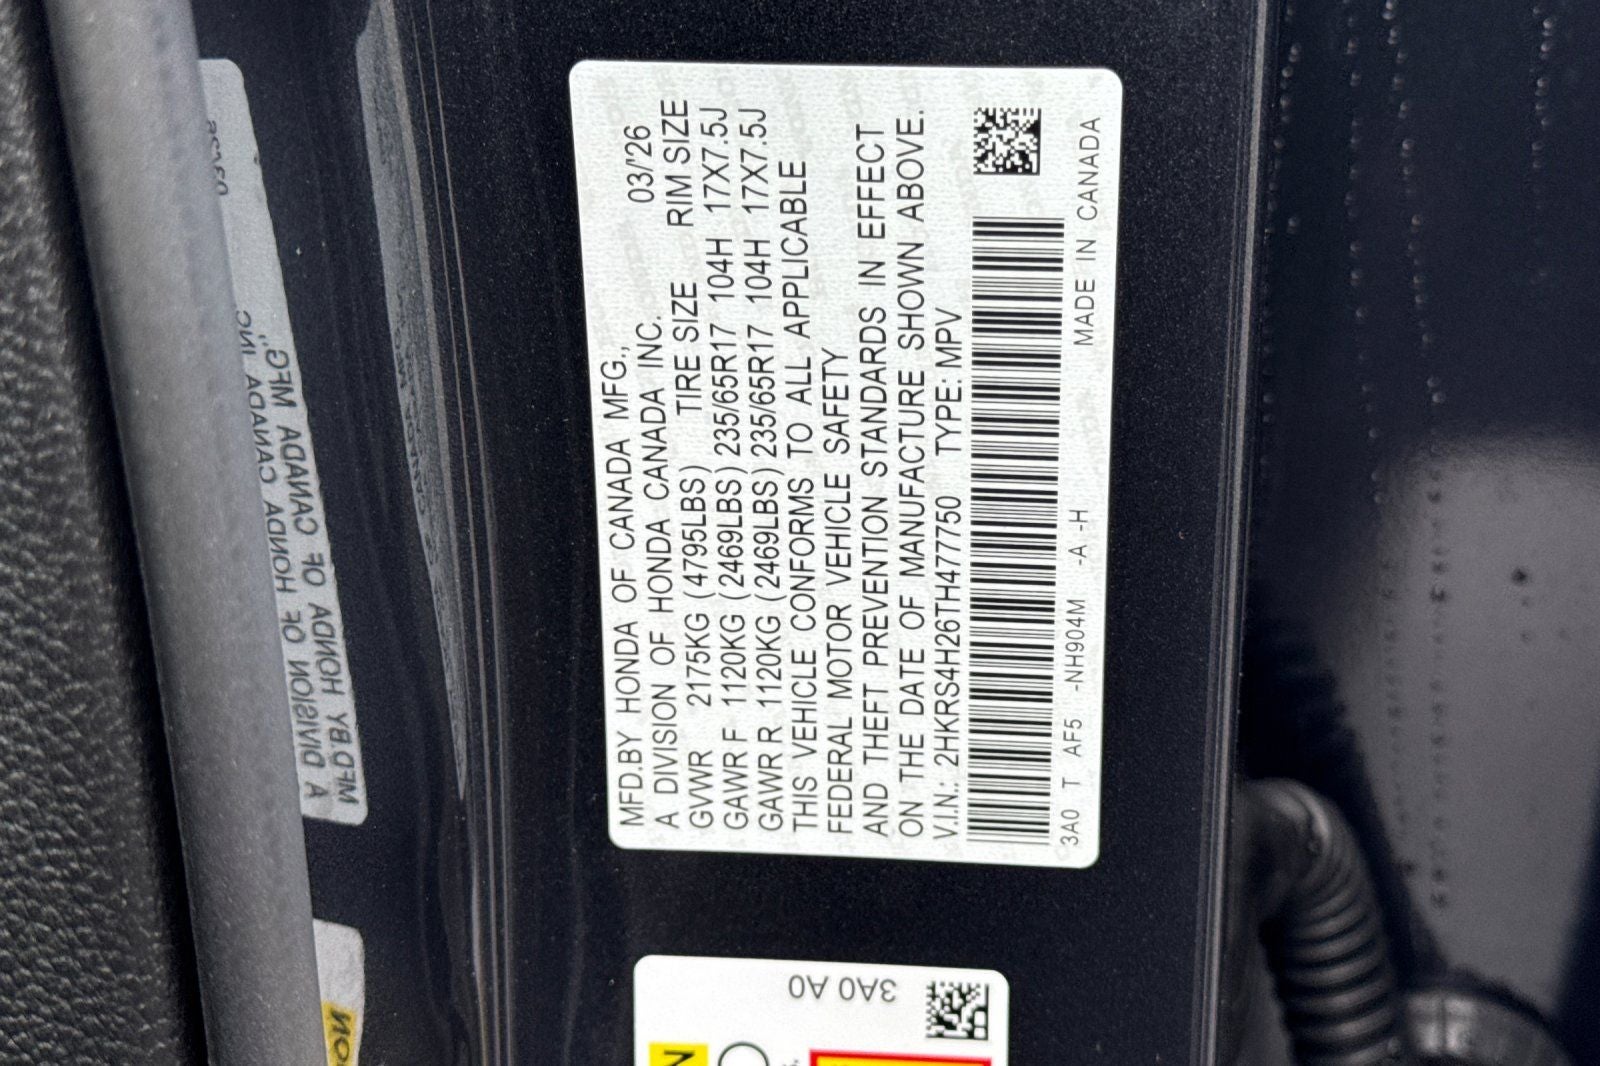 MFD.BY HONDA OF CANADA MFG., 03/'26
A DIVISION OF HONDA CANADA INC.
GVWR 2175KG (4795LBS) TIRE SIZE RIM SIZE
GAWR F 1120KG (2469LBS) 235/65R17 104H 17X7.5J
GAWR R 1120KG (2469LBS) 235/65R17 104H 17X7.5J
THIS VEHICLE CONFORMS TO ALL APPLICABLE
FEDERAL MOTOR VEHICLE SAFETY
AND THEFT PREVENTION STANDARDS IN EFFECT
ON THE DATE OF MANUFACTURE SHOWN ABOVE.
V.I.N.: 2HKRS4H26TH477750 TYPE: MPV
3A0 T AF5 -NH904M -A -H MADE IN CANADA
3A0 A0
MFD.BY HONDA OF CANADA MFG.,
A DIVISION OF HONDA CANADA INC.